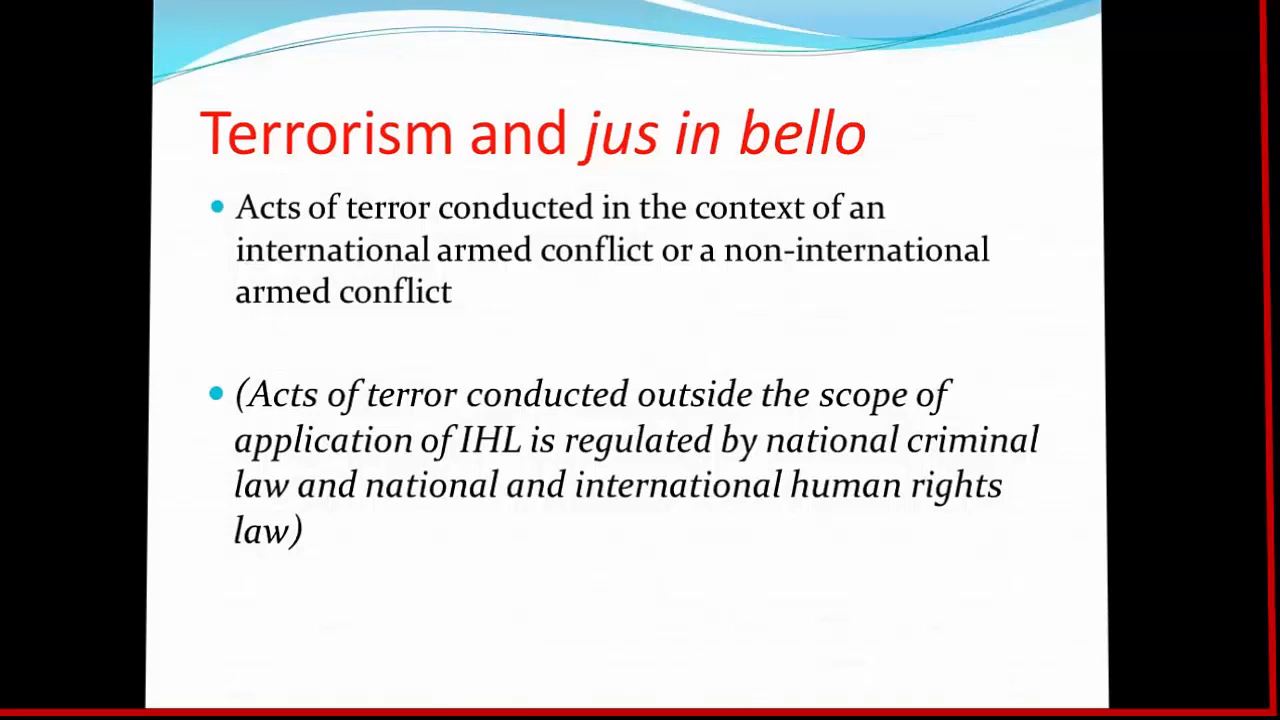 Terrorism and jus in bello
Acts of terror conducted in the context of an
international armed conflict or a non-international
armed conflict
(Acts of terror conducted outside the scope of
application of IHL is regulated by national criminal
law and national and international human rights
law)